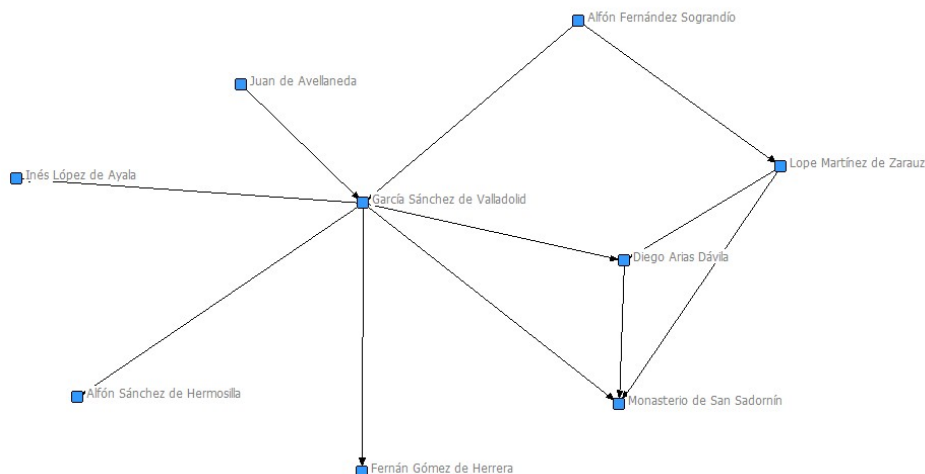 Alfón Fernández Sograndío
Juan de Avellaneda
Lope Martínez de Zarauz
Inés López de Ayala
García Sánchez de Valladolid
Diego Arias Dávila
Alfón Sánchez de Hermosilla
Monasterio de San Sadornín
Fernán Gómez de Herrera